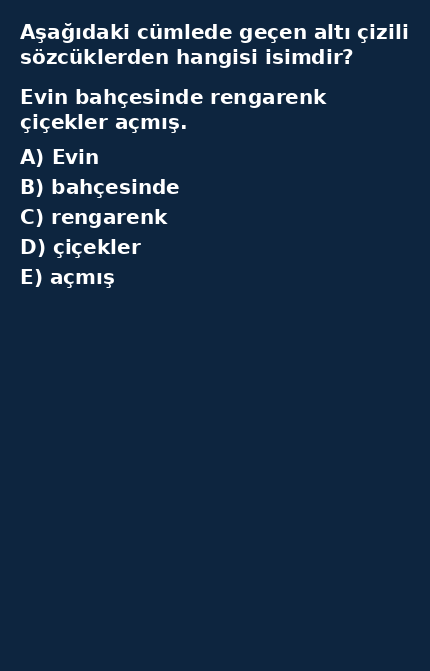 Aşağıdaki cümlede geçen altı çizili
sözcüklerden hangisi isimdir?
Evin bahçesinde rengarenk
çiçekler açmış.
A) Evin
B) bahçesinde
C) rengarenk
D) çiçekler
E) açmış